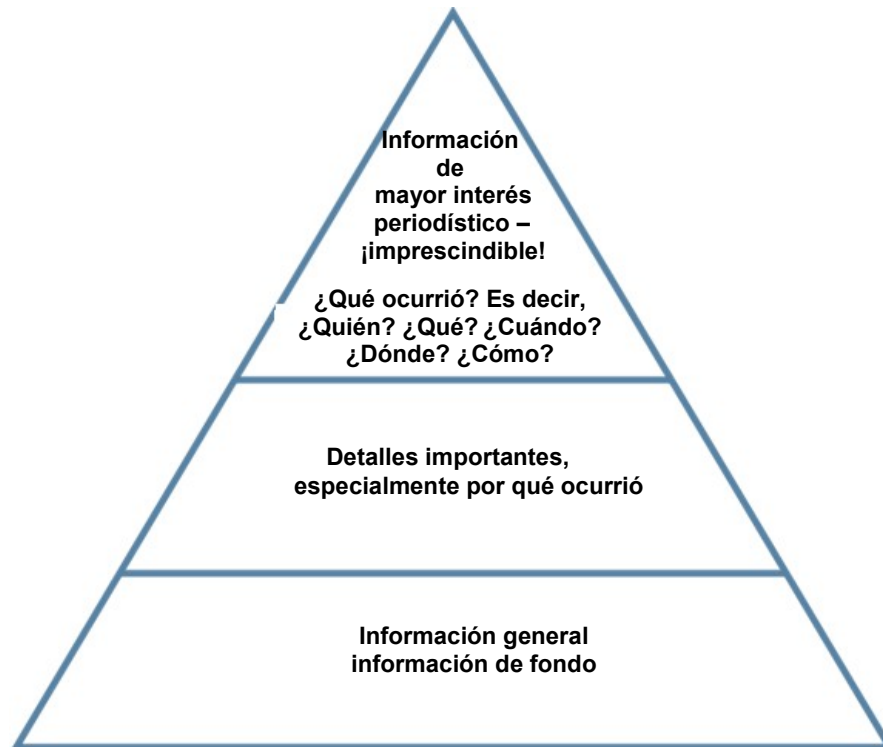 Información
de
mayor interés
periodístico –
¡imprescindible!
¿Qué ocurrió? Es decir,
¿Quién? ¿Qué? ¿Cuándo?
¿Dónde? ¿Cómo?
Detalles importantes,
especialmente por qué ocurrió
Información general
información de fondo